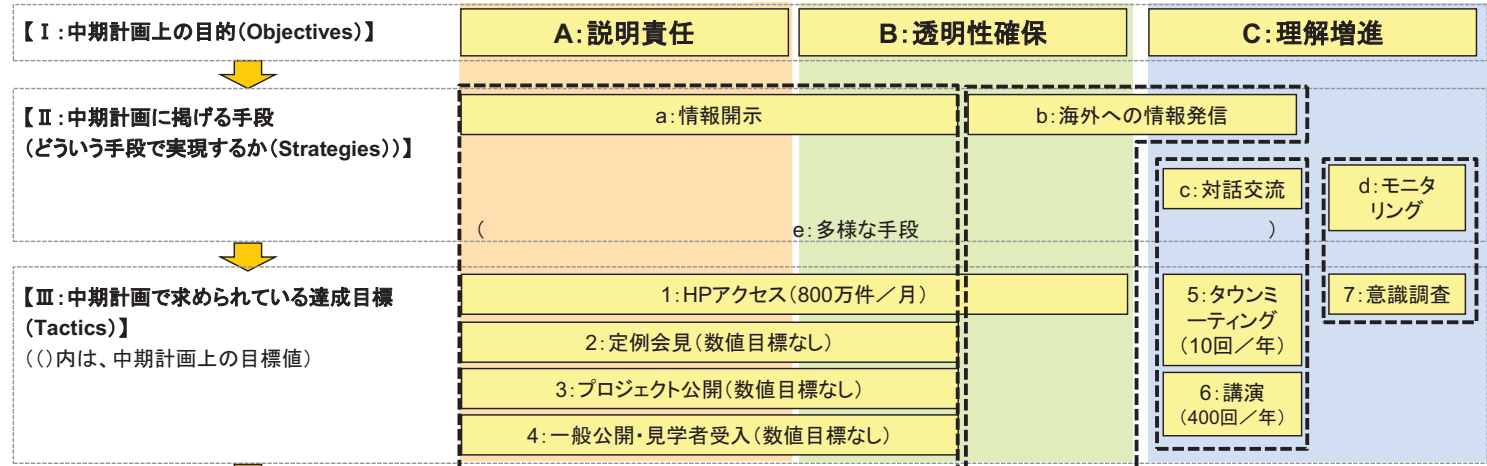 【Ⅰ:中期計画上の目的(Objectives)】
A:説明責任
B:透明性確保
C:理解増進
【Ⅱ:中期計画に掲げる手段
(どういう手段で実現するか(Strategies))】
a:情報開示
b:海外への情報発信
c:対話交流
d:モニタ
リング
( e:多様な手段 )
【Ⅲ:中期計画で求められている達成目標
(Tactics)】
(()内は、中期計画上の目標値)
1:HPアクセス(800万件/月)
2:定例会見(数値目標なし)
3:プロジェクト公開(数値目標なし)
4:一般公開・見学者受入(数値目標なし)
5:タウンミ
ーティング
(10回/年)
6:講演
(400回/年)
7:意識調査